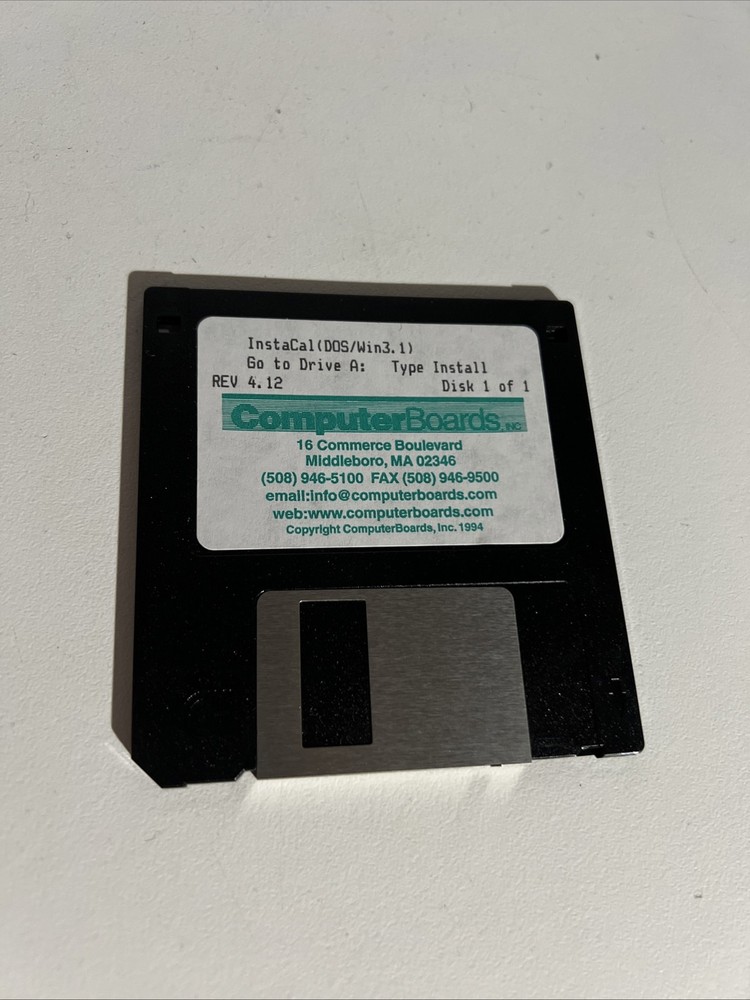 InstaCal(DOS/Win3.1)
Go to Drive A: Type Install
REV 4.12 Disk 1 of 1
ComputerBoards, INC
16 Commerce Boulevard
Middleboro, MA 02346
(508) 946-5100 FAX (508) 946-9500
email:info@computerboards.com
web:www.computerboards.com
Copyright ComputerBoards, Inc. 1994